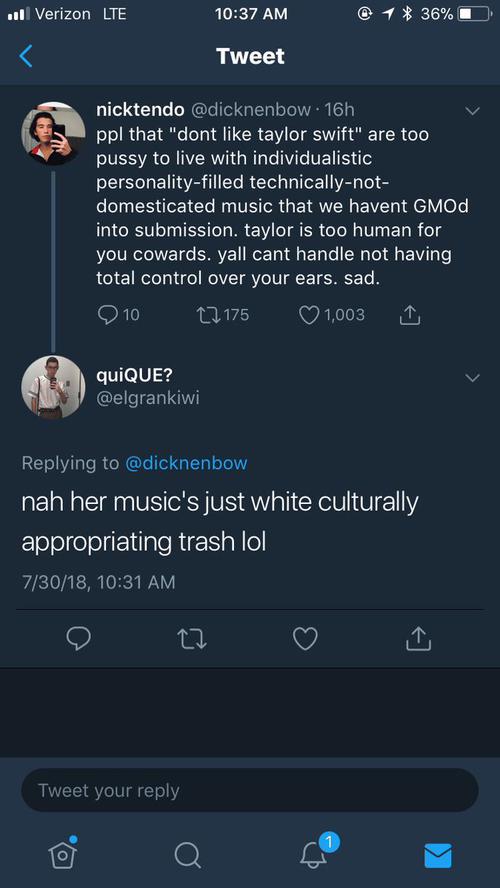 Verizon LTE 10:37 AM 36%
Tweet
nicktendo @dicknenbow · 16h
ppl that "dont like taylor swift" are too
pussy to live with individualistic
personality-filled technically-not-
domesticated music that we havent GMOd
into submission. taylor is too human for
you cowards. yall cant handle not having
total control over your ears. sad.
10 175 1,003
quiQUE?
@elgrankiwi
Replying to @dicknenbow
nah her music's just white culturally
appropriating trash lol
7/30/18, 10:31 AM
Tweet your reply
1